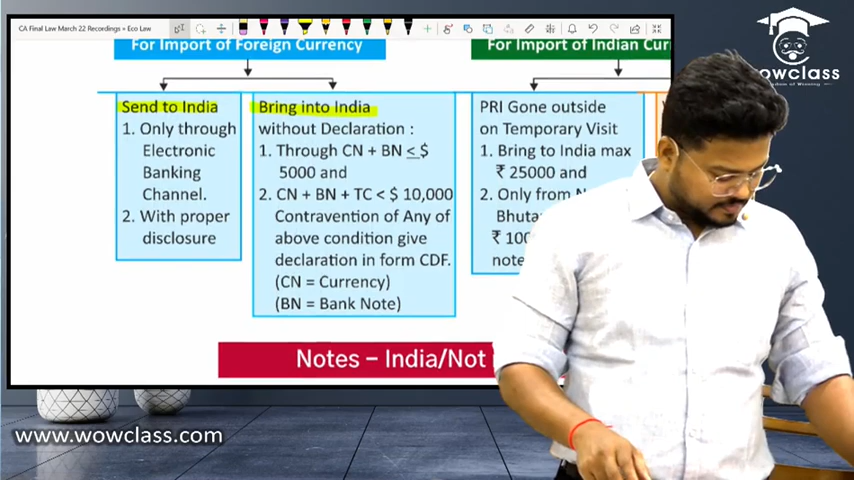 CA Final Law March 22 Recordings » Eco Law
wowclass
For Import of Foreign Currency
For Import of Indian Curr
Send to India
1. Only through
Electronic
Banking
Channel.
2. With proper
disclosure
Bring into India
without Declaration :
1. Through CN + BN ≤ $
5000 and
2. CN + BN + TC < $ 10,000
Contravention of Any of
above condition give
declaration in form CDF.
(CN = Currency)
(BN = Bank Note)
PRI Gone outside
on Temporary Visit
1. Bring to India max
₹ 25000 and
2. Only from N
Bhuta
₹ 100
note
Notes – India/Not
www.wowclass.com